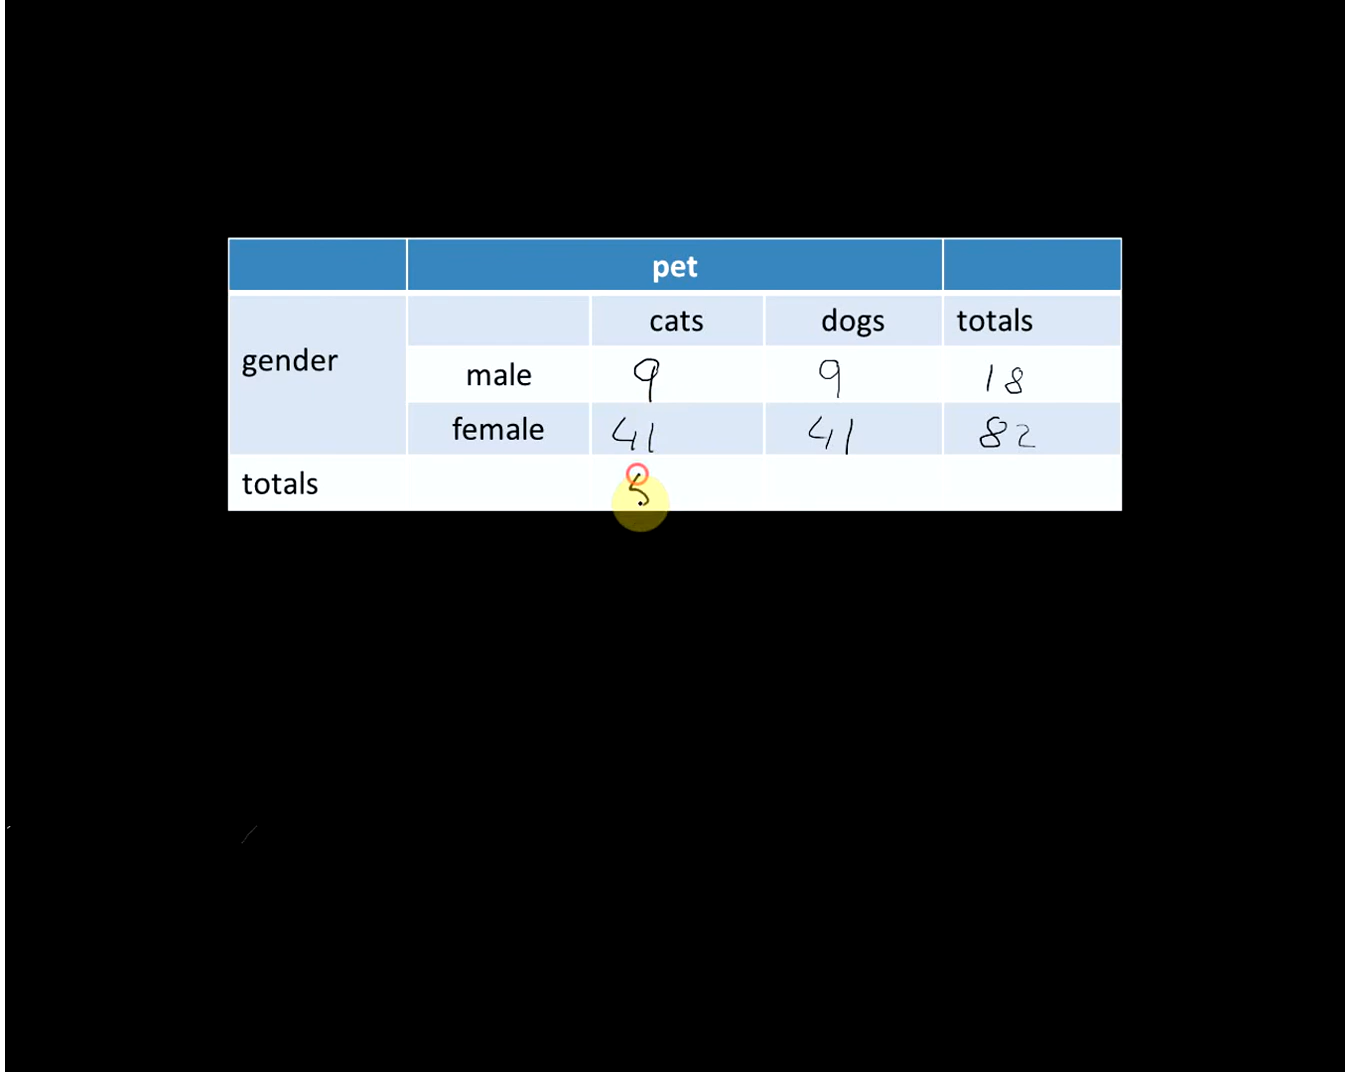 pet
cats dogs totals
gender
male 9 9 18
female 41 41 82
totals 5